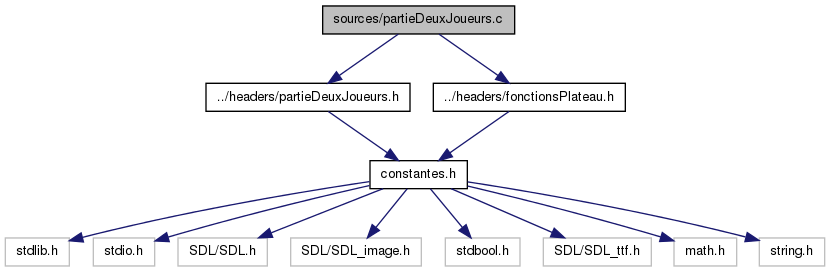 sources/partieDeuxJoueurs.c
../headers/partieDeuxJoueurs.h
../headers/fonctionsPlateau.h
constantes.h
stdlib.h
stdio.h
SDL/SDL.h
SDL/SDL_image.h
stdbool.h
SDL/SDL_ttf.h
math.h
string.h